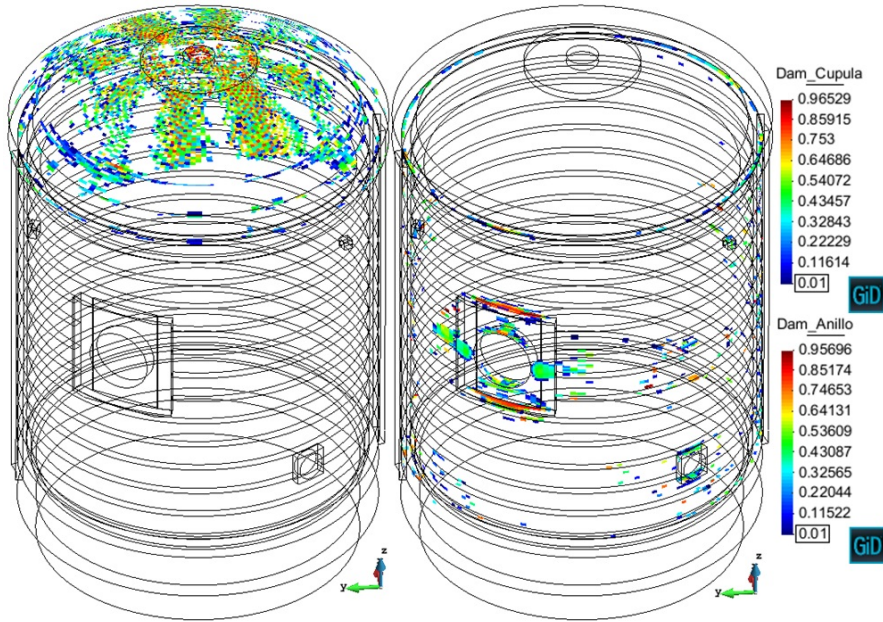 Dam_Cupula
0.96529
0.85915
0.753
0.64686
0.54072
0.43457
0.32843
0.22229
0.11614
0.01
GiD
Dam_Anillo
0.95696
0.85174
0.74653
0.64131
0.53609
0.43087
0.32565
0.22044
0.11522
0.01
GiD
z
y
z
y